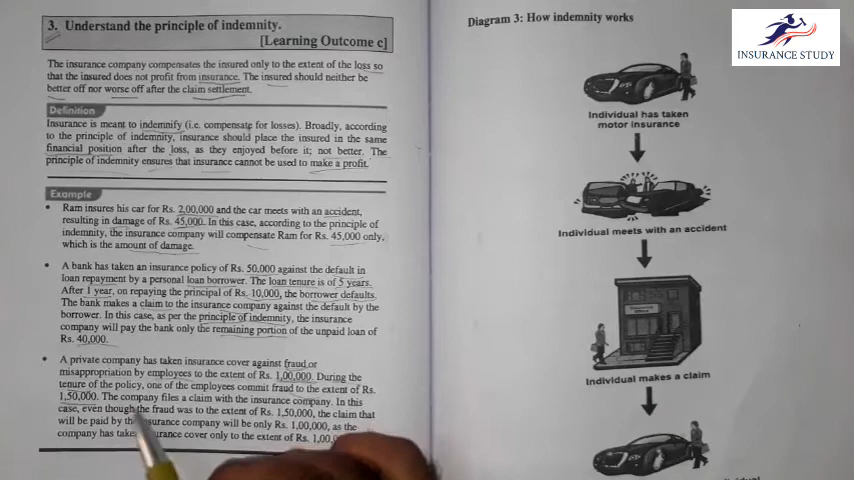 3. Understand the principle of indemnity.
[Learning Outcome c]
The insurance company compensates the insured only to the extent of the loss so
that the insured does not profit from insurance. The insured should neither be
better off nor worse off after the claim settlement.
Definition
Insurance is meant to indemnify (i.e. compensate for losses). Broadly, according
to the principle of indemnity, insurance should place the insured in the same
financial position after the loss, as they enjoyed before it; not better. The
principle of indemnity ensures that insurance cannot be used to make a profit.
Example
• Ram insures his car for Rs. 2,00,000 and the car meets with an accident,
resulting in damage of Rs. 45,000. In this case, according to the principle of
indemnity, the insurance company will compensate Ram for Rs. 45,000 only,
which is the amount of damage.
• A bank has taken an insurance policy of Rs. 50,000 against the default in
loan repayment by a personal loan borrower. The loan tenure is of 5 years.
After 1 year, on repaying the principal of Rs. 10,000, the borrower defaults.
The bank makes a claim to the insurance company against the default by the
borrower. In this case, as per the principle of indemnity, the insurance
company will pay the bank only the remaining portion of the unpaid loan of
Rs. 40,000.
• A private company has taken insurance cover against fraud or
misappropriation by employees to the extent of Rs. 1,00,000. During the
tenure of the policy, one of the employees commit fraud to the extent of Rs.
1,50,000. The company files a claim with the insurance company. In this
case, even though the fraud was to the extent of Rs. 1,50,000, the claim that
will be paid by the insurance company will be only Rs. 1,00,000, as the
company has taken insurance cover only to the extent of Rs. 1,00,
Diagram 3: How indemnity works
INSURANCE STUDY
Individual has taken
motor insurance
Individual meets with an accident
Individual makes a claim